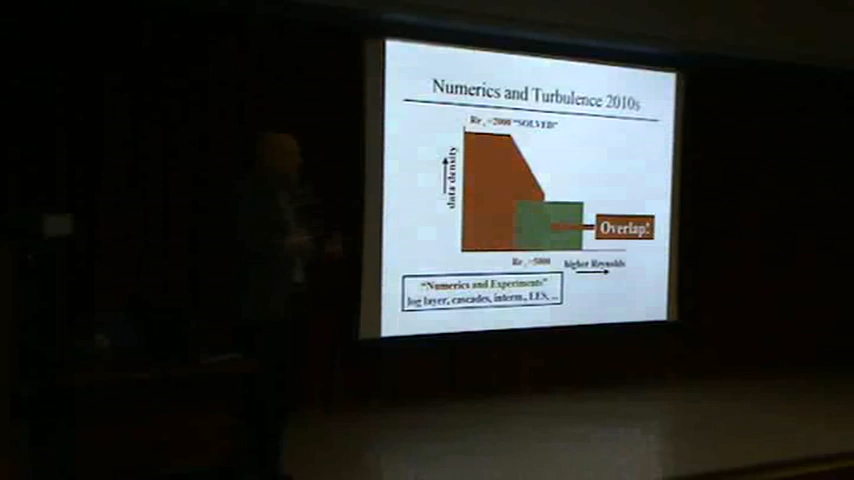 Numerics and Turbulence 2010s
Re τ =2000 "SOLVED"
data density
Overlap!
Re τ =5000
higher Reynolds
"Numerics and Experiments"
log layer, cascades, interm., LES, ...